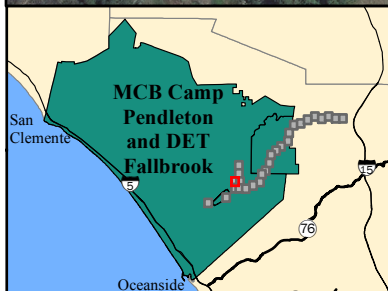 MCB Camp
Pendleton
and DET
Fallbrook
San
Clemente
5
15
76
Oceanside